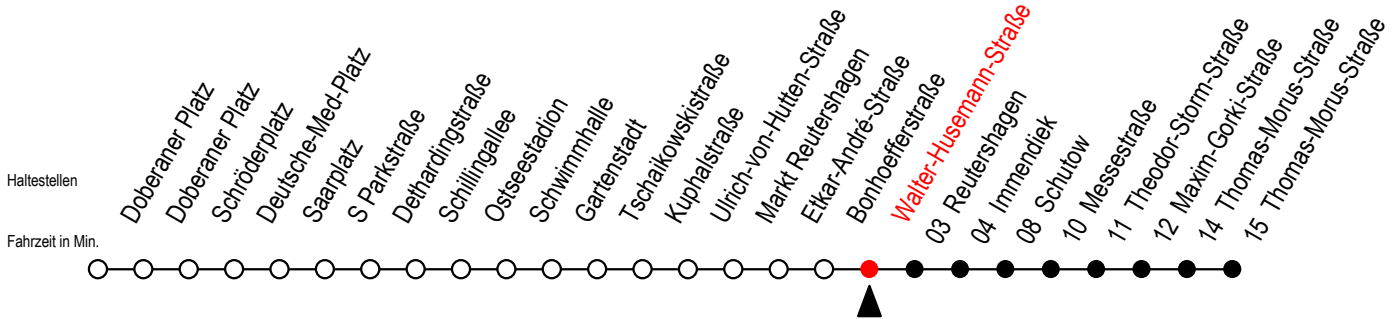 Haltestellen
Doberaner Platz
Doberaner Platz
Schröderplatz
Deutsche-Med-Platz
Saarplatz
S Parkstraße
Dethardingstraße
Schillingallee
Ostseestadion
Schwimmhalle
Gartenstadt
Tschaikowskistraße
Kuphalstraße
Ulrich-von-Hutten-Straße
Markt Reutershagen
Etkar-André-Straße
Bonhoefferstraße
Walter-Husemann-Straße
03 Reutershagen
04 Immendiek
08 Schutow
10 Messestraße
11 Theodor-Storm-Straße
12 Maxim-Gorki-Straße
14 Thomas-Morus-Straße
15 Thomas-Morus-Straße
Fahrzeit in Min.